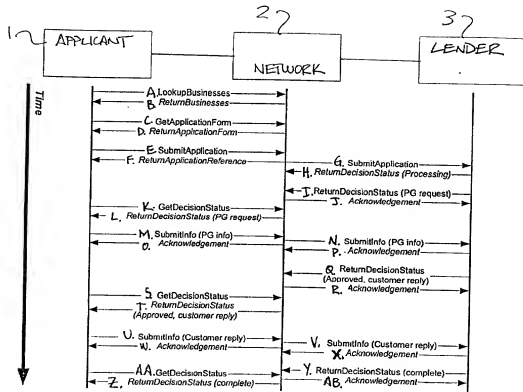 1
APPLICANT
2
NETWORK
3
LENDER
Time
A. LookupBusinesses
B. ReturnBusinesses
C. GetApplicationForm
D. ReturnApplicationForm
E. SubmitApplication
F. ReturnApplicationReference
G. SubmitApplication
H. ReturnDecisionStatus (Processing)
I. ReturnDecisionStatus (PG request)
J. Acknowledgement
K. GetDecisionStatus
L. ReturnDecisionStatus (PG request)
M. SubmitInfo (PG info)
O. Acknowledgement
N. SubmitInfo (PG info)
P. Acknowledgement
Q. ReturnDecisionStatus
(Approved, customer reply)
R. Acknowledgement
S. GetDecisionStatus
T. ReturnDecisionStatus
(Approved, customer reply)
U. SubmitInfo (Customer reply)
W. Acknowledgement
V. SubmitInfo (Customer reply)
X. Acknowledgement
AA. GetDecisionStatus
Z. ReturnDecisionStatus (complete)
Y. ReturnDecisionStatus (complete)
AB. Acknowledgement